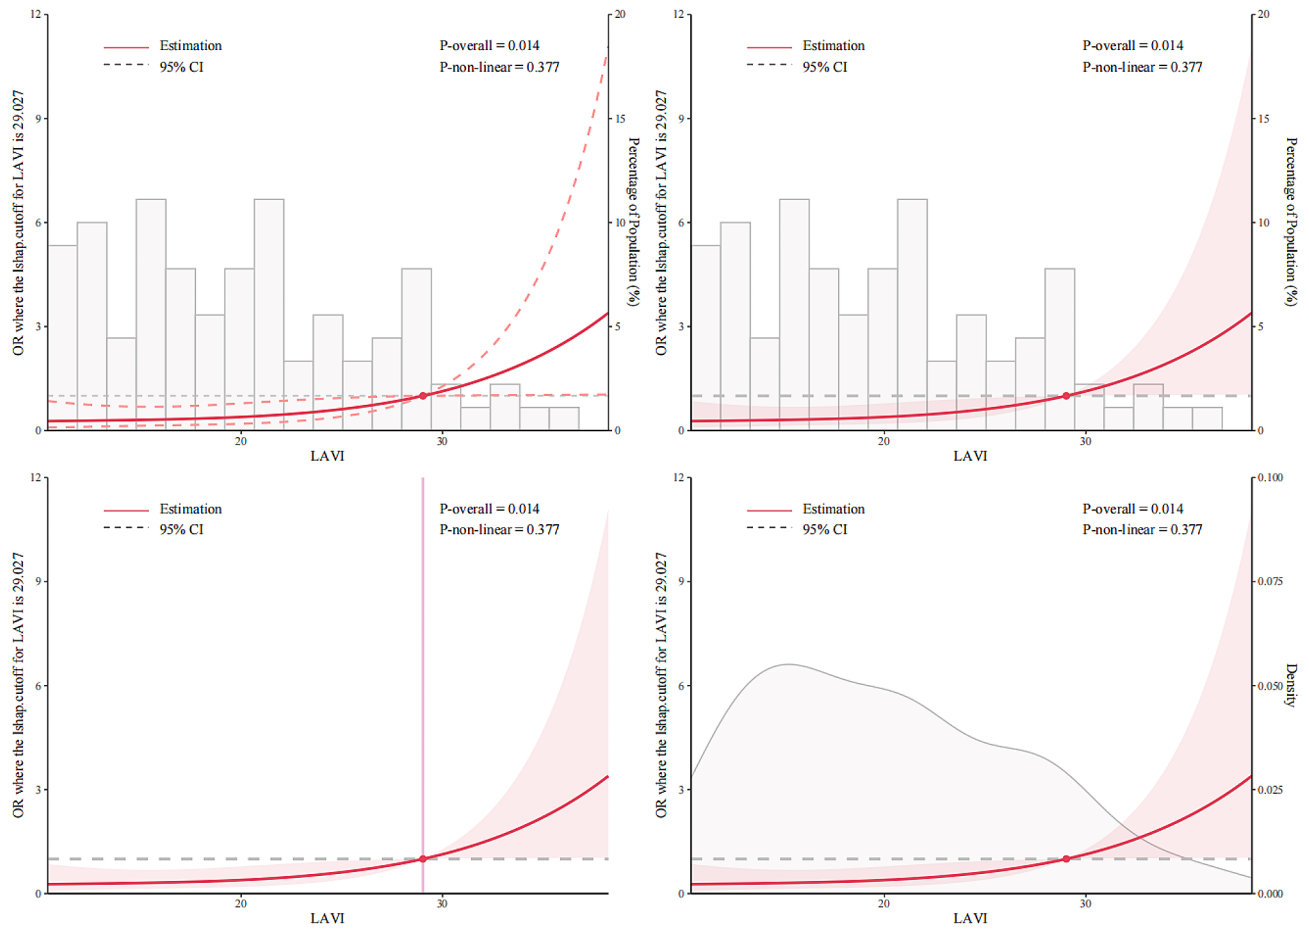 12
9
6
3
0
20
15
10
5
0
Estimation
95% CI
P-overall = 0.014
P-non-linear = 0.377
OR where the lshap.cutoff for LAVI is 29.027
Percentage of Population (%)
20
30
LAVI
12
9
6
3
0
20
15
10
5
0
Estimation
95% CI
P-overall = 0.014
P-non-linear = 0.377
OR where the lshap.cutoff for LAVI is 29.027
Percentage of Population (%)
20
30
LAVI
12
9
6
3
0
Estimation
95% CI
P-overall = 0.014
P-non-linear = 0.377
OR where the lshap.cutoff for LAVI is 29.027
20
30
LAVI
12
9
6
3
0
0.100
0.075
0.050
0.025
0.000
Estimation
95% CI
P-overall = 0.014
P-non-linear = 0.377
OR where the lshap.cutoff for LAVI is 29.027
Density
20
30
LAVI